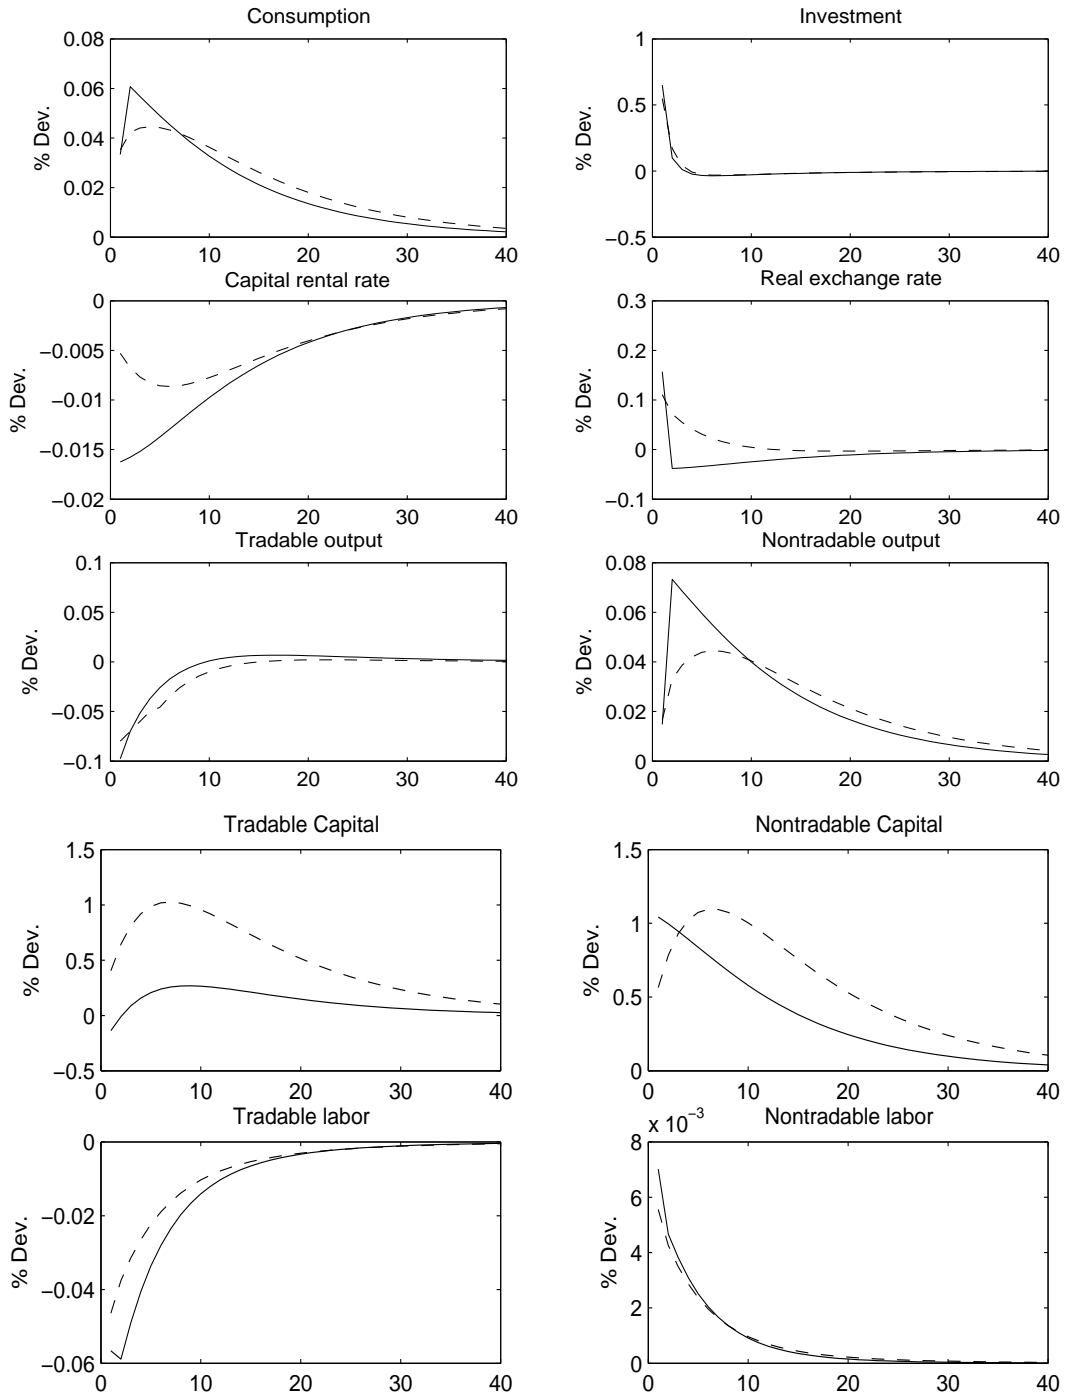 Consumption
Investment
% Dev.
0.08
0.06
0.04
0.02
0
0 10 20 30 40
% Dev.
1
0.5
0
−0.5
0 10 20 30 40
Capital rental rate
Real exchange rate
% Dev.
0
−0.005
−0.01
−0.015
−0.02
0 10 20 30 40
% Dev.
0.3
0.2
0.1
0
−0.1
0 10 20 30 40
Tradable output
Nontradable output
% Dev.
0.1
0.05
0
−0.05
−0.1
0 10 20 30 40
% Dev.
0.08
0.06
0.04
0.02
0
0 10 20 30 40
Tradable Capital
Nontradable Capital
% Dev.
1.5
1
0.5
0
−0.5
0 10 20 30 40
% Dev.
1.5
1
0.5
0
0 10 20 30 40
Tradable labor
Nontradable labor
% Dev.
0
−0.02
−0.04
−0.06
0 10 20 30 40
x 10⁻³
% Dev.
8
6
4
2
0
0 10 20 30 40